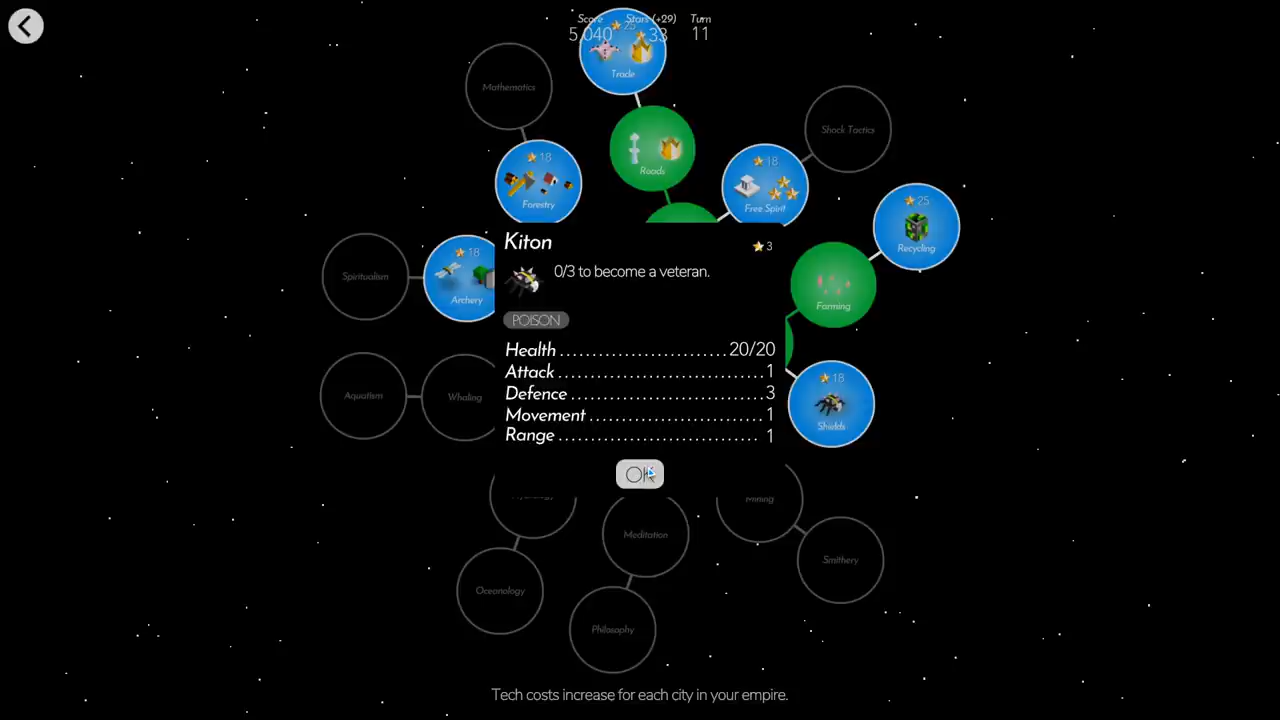 Score Stars (+29) Turn
5,040 33 11
25
Trade
Mathematics
Shock Tactics
Roads
18
Forestry
18
Free Spirit
25
Recycling
Spiritualism
18
Archery
Farming
Kiton
3
0/3 to become a veteran.
POISON
Health 20/20
Attack 1
Defence 3
Movement 1
Range 1
OK
Aquatism
Whaling
18
Shields
Mining
Meditation
Smithery
Oceonology
Philosophy
Tech costs increase for each city in your empire.